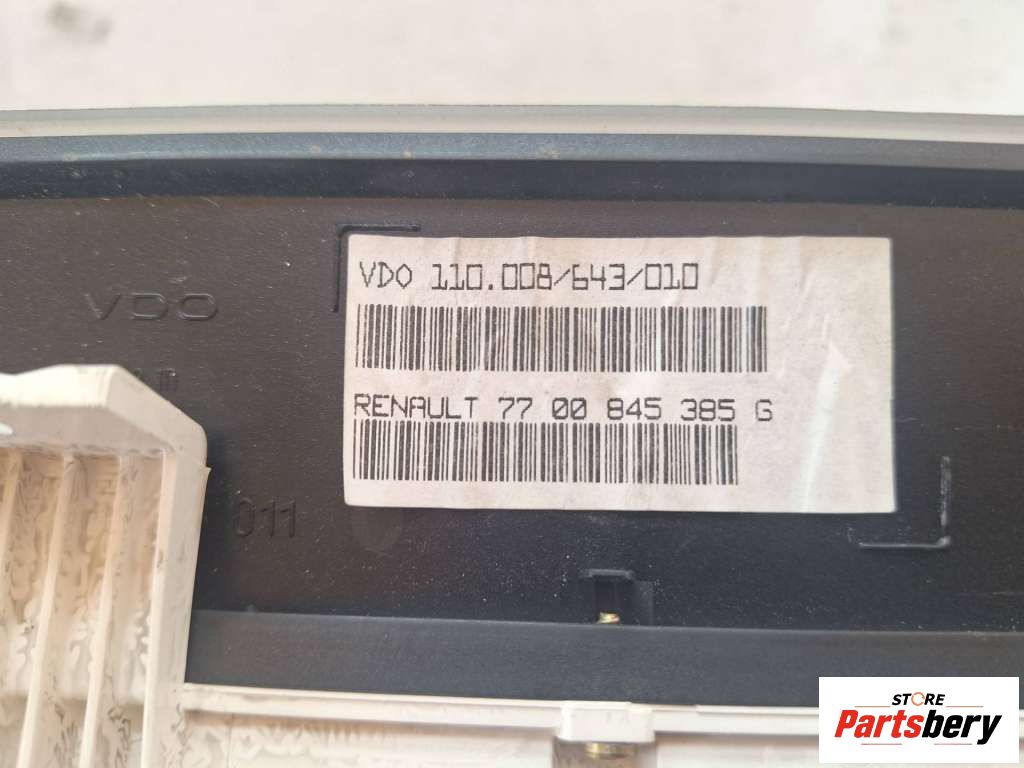 VDO 110.008/643/010
VDO
RENAULT 77 00 845 385 G
011
STORE
Partsbery